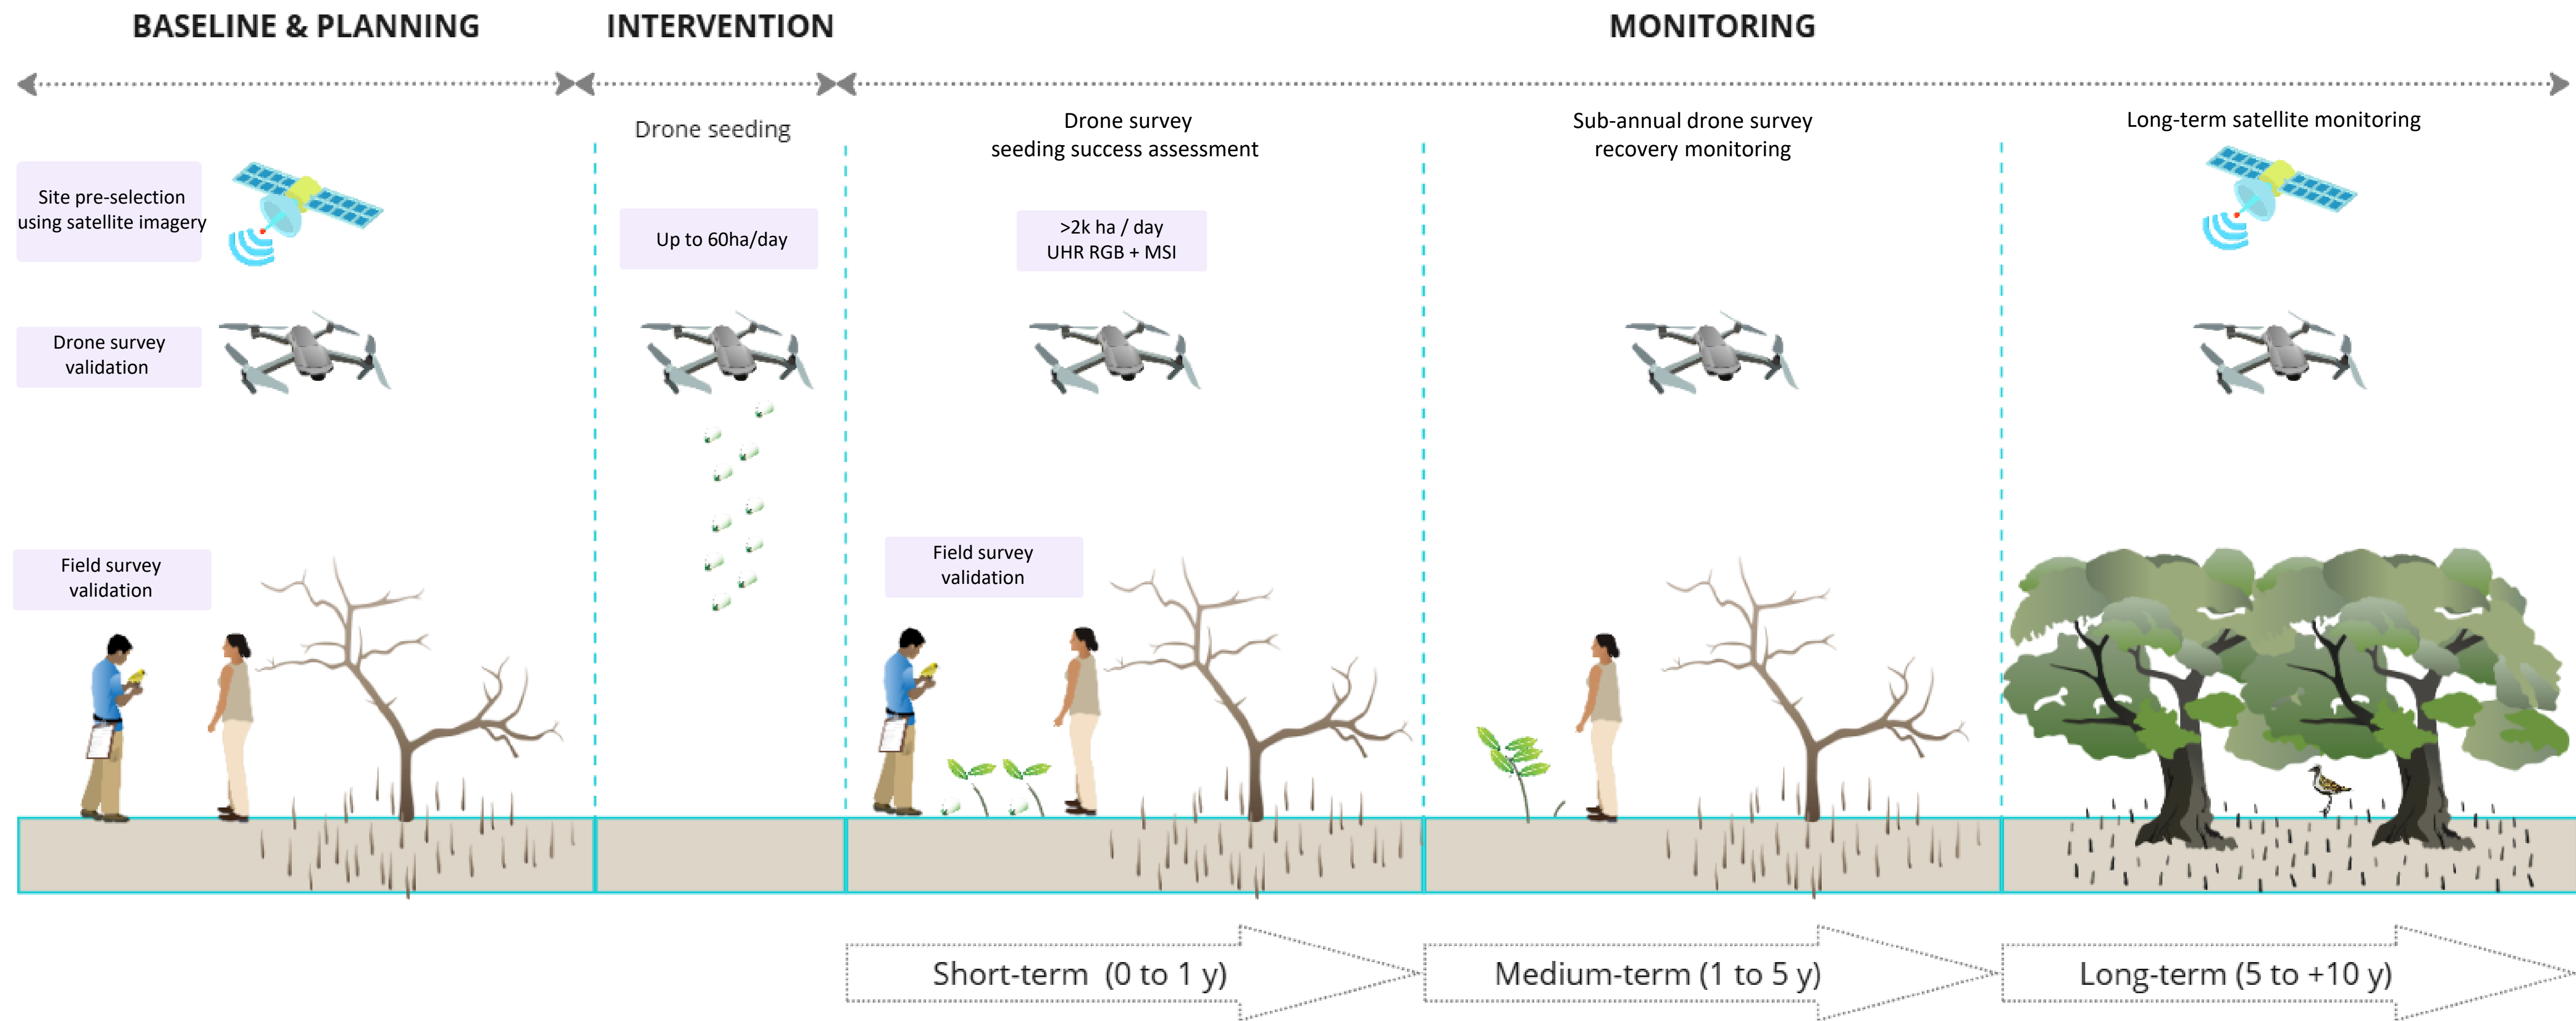 BASELINE & PLANNING
INTERVENTION
MONITORING
Drone seeding
Drone survey
seeding success assessment
Sub-annual drone survey
recovery monitoring
Long-term satellite monitoring
Site pre-selection
using satellite imagery
Up to 60ha/day
>2k ha / day
UHR RGB + MSI
Drone survey
validation
Field survey
validation
Field survey
validation
Short-term (0 to 1 y)
Medium-term (1 to 5 y)
Long-term (5 to +10 y)